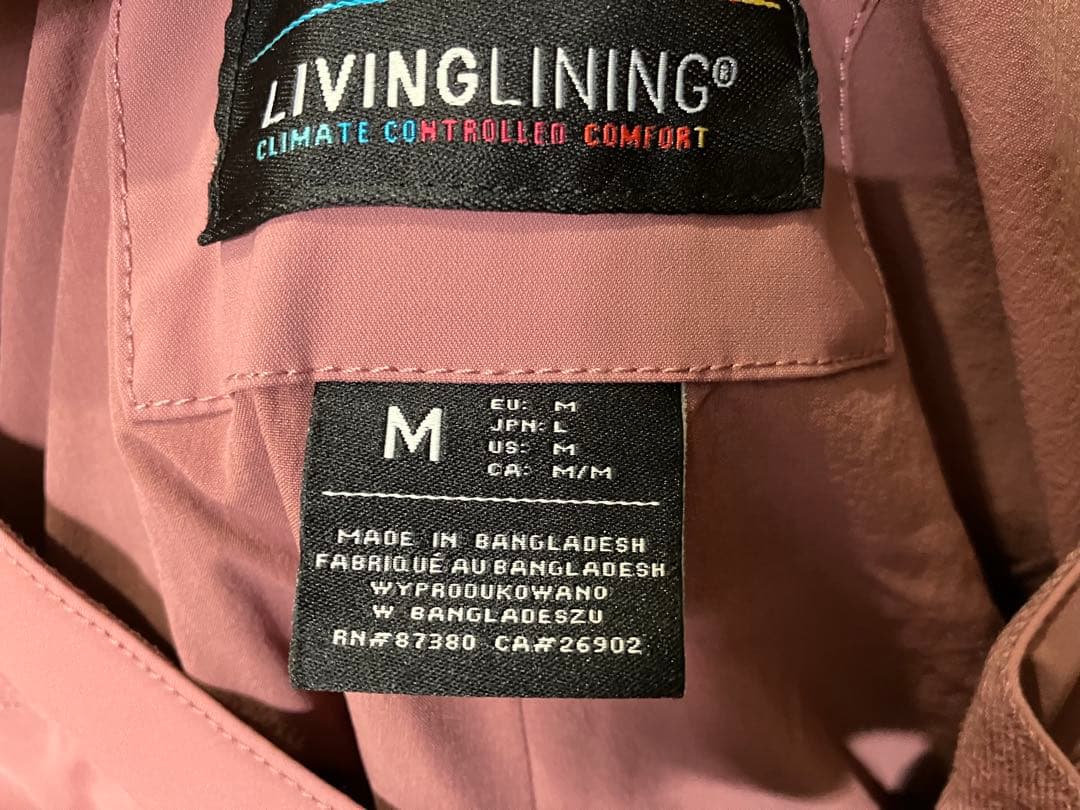 LIVINGLINING®
CLIMATE CONTROLLED COMFORT
M
EU: M
JPN: L
US: M
CA: M/M
MADE IN BANGLADESH
FABRIQUÉ AU BANGLADESH
WYPRODUKOWANO
W BANGLADESZU
RN#87380 CA#26902